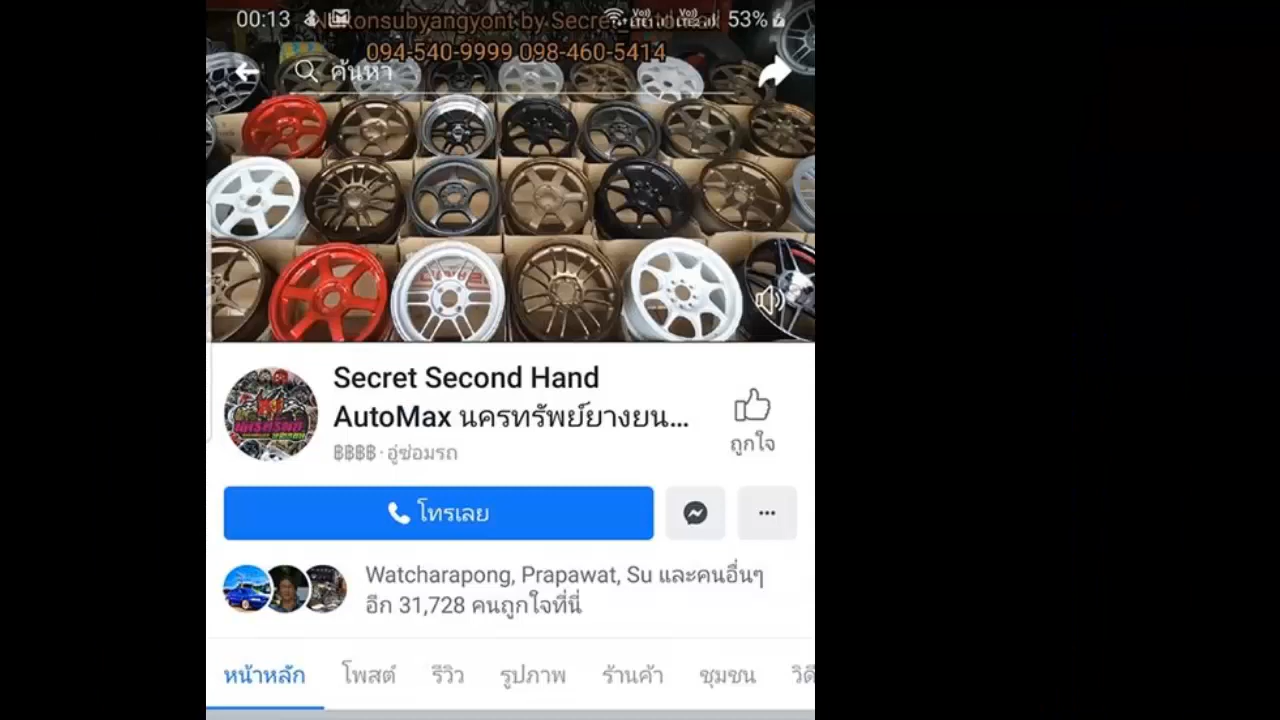 00:13
53%
by Secret
094-540-9999 098-460-5414
ค้นหา
Secret Second Hand
AutoMax นครทรัพย์ยางยน...
฿฿฿฿ · อู่ซ่อมรถ
ถูกใจ
โทรเลย
Watcharapong, Prapawat, Su และคนอื่นๆ
อีก 31,728 คนถูกใจที่นี่
หน้าหลัก โพสต์ รีวิว รูปภาพ ร้านค้า ชุมชน